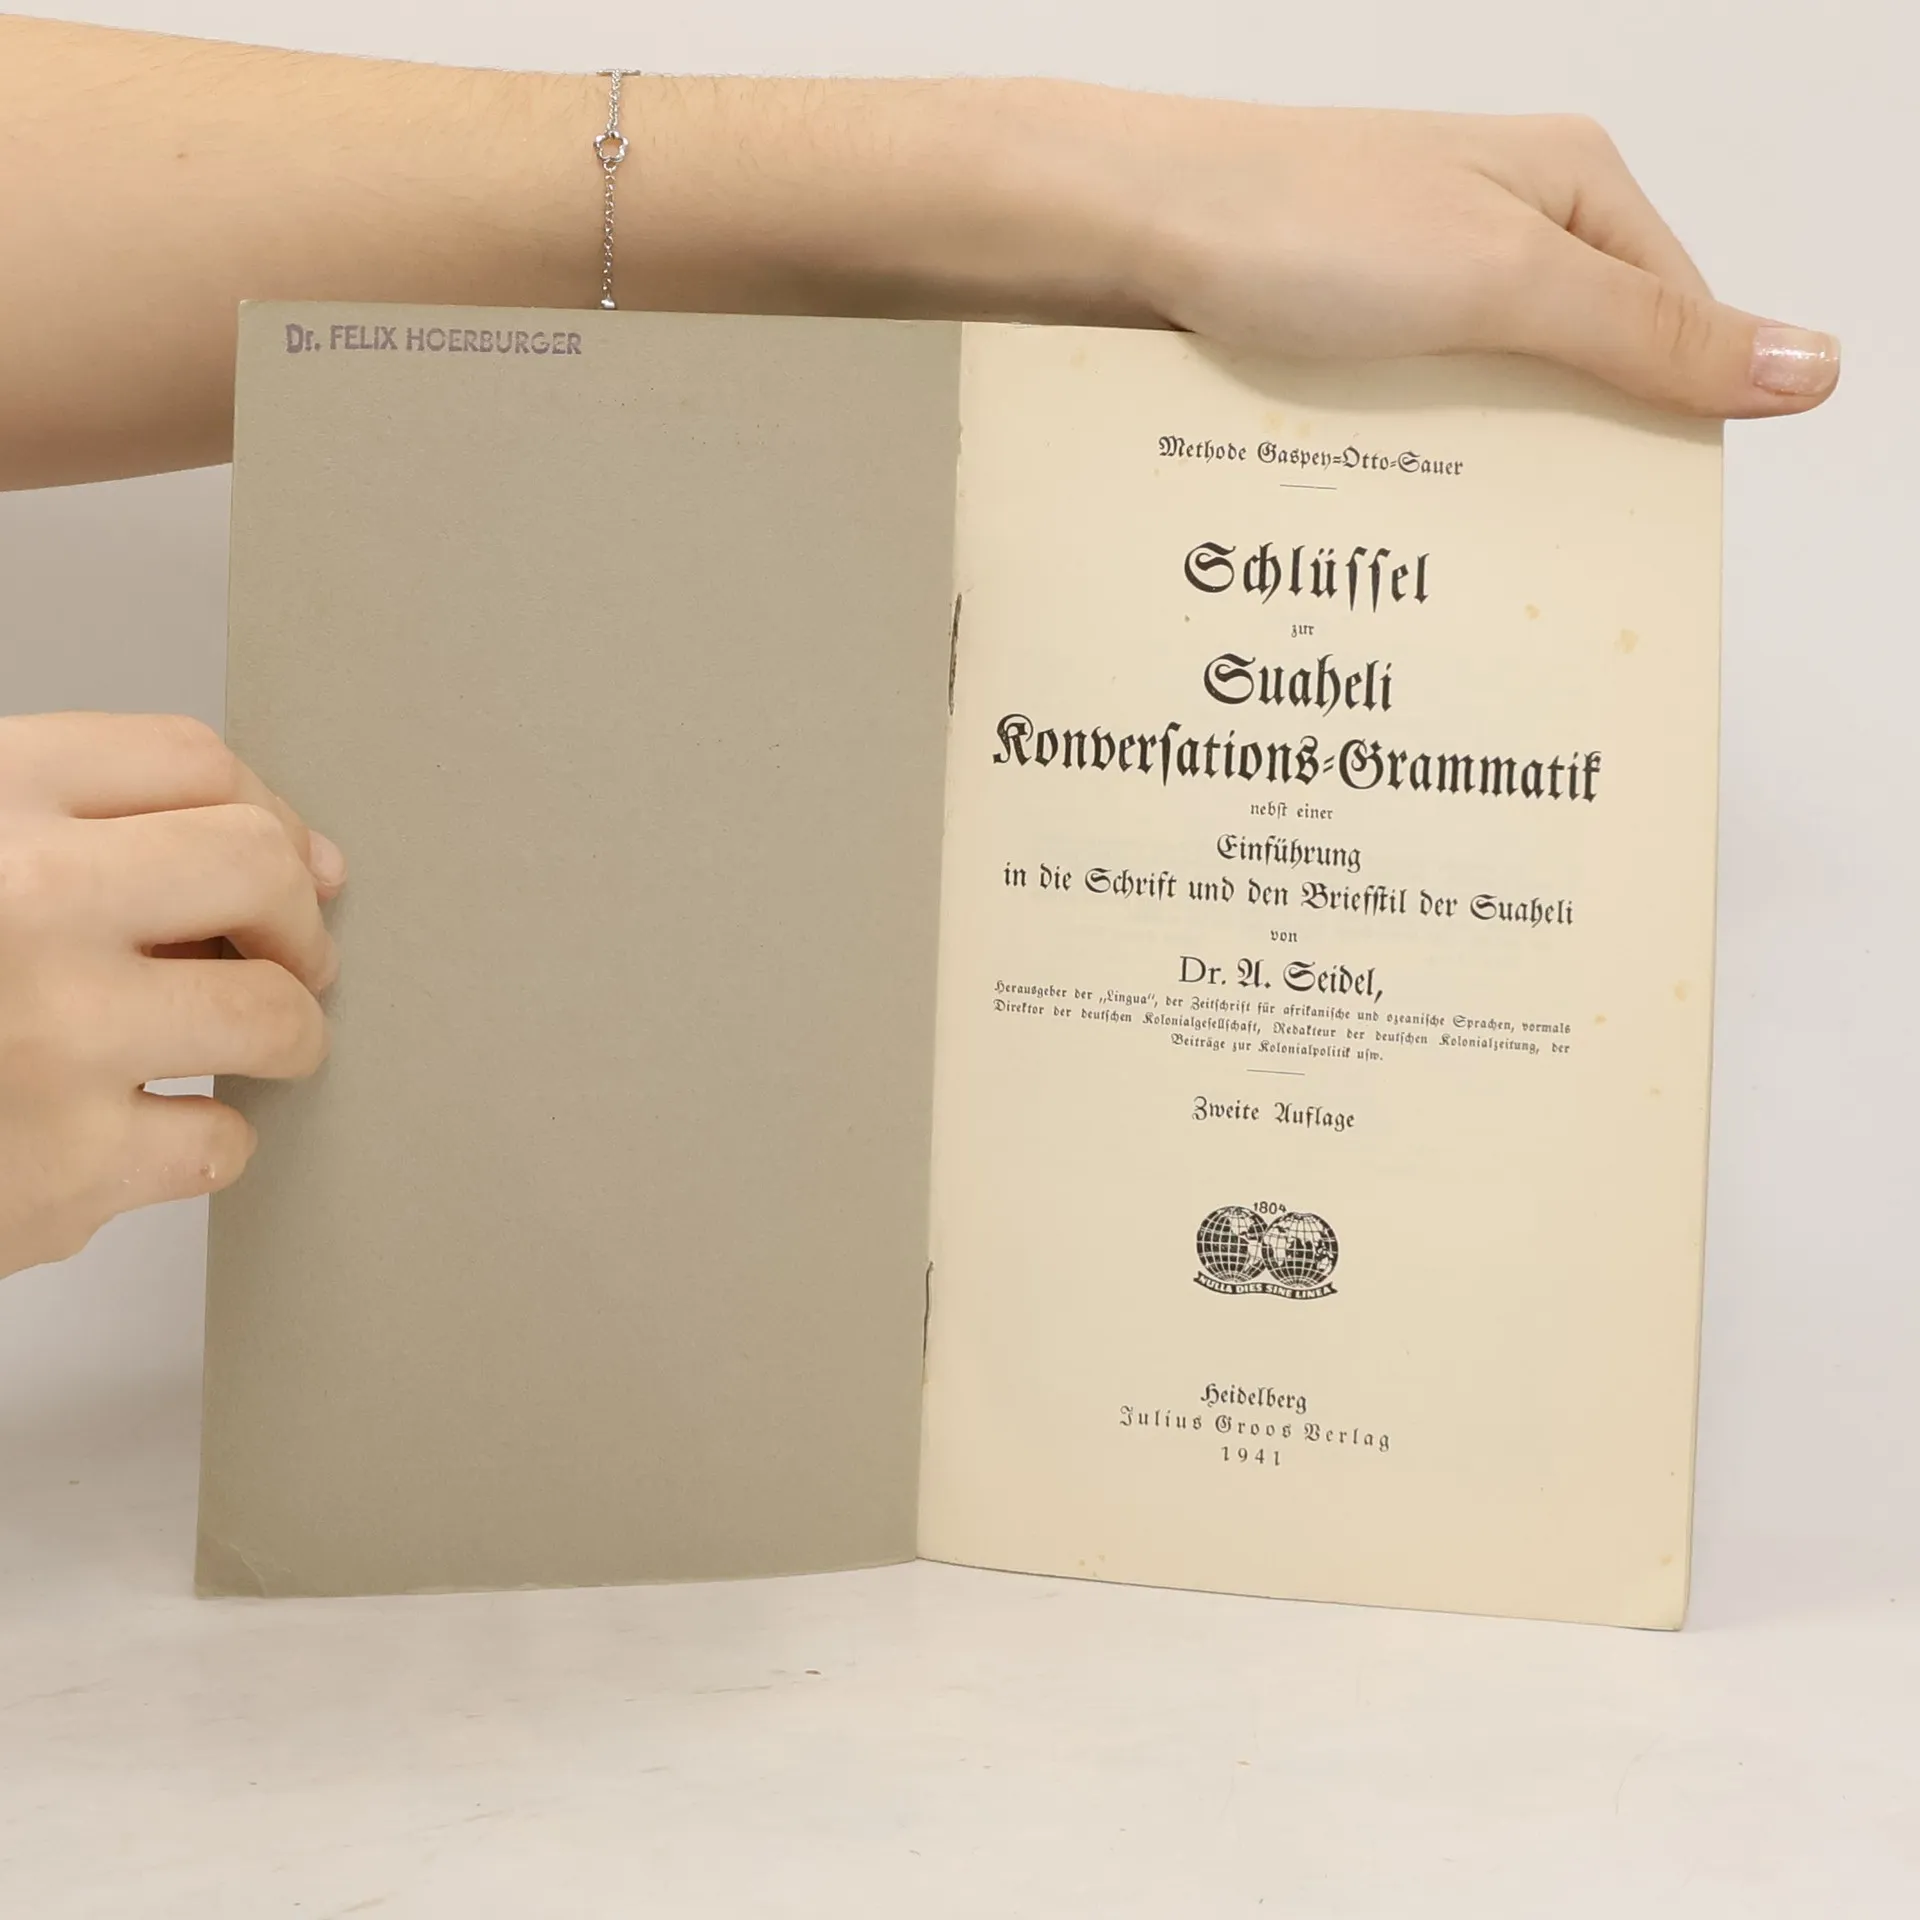 Dr. FELIX HOERBURGER
Methode Gaspey=Otto=Sauer
Schlüssel
zur
Suaheli
Konversations=Grammatik
nebst einer
Einführung
in die Schrift und den Briefstil der Suaheli
von
Dr. A. Seidel,
Herausgeber der „Lingua“, der Zeitschrift für afrikanische und ozeanische Sprachen, vormals
Direktor der deutschen Kolonialgesellschaft, Redakteur der deutschen Kolonialzeitung, der
Beiträge zur Kolonialpolitik usw.
Zweite Auflage
1804
NULLA DIES SINE LINEA
Heidelberg
Julius Groos Verlag
1941